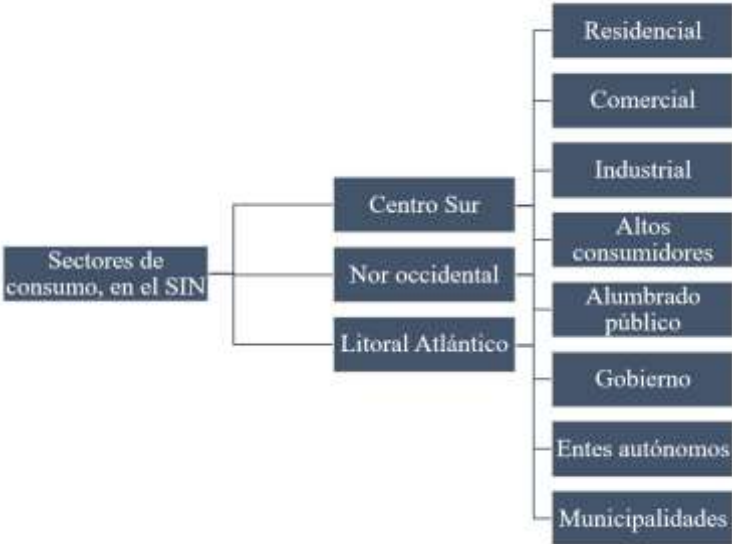 Sectores de
consumo, en el SIN
Centro Sur
Nor occidental
Litoral Atlántico
Residencial
Comercial
Industrial
Altos
consumidores
Alumbrado
público
Gobierno
Entes autónomos
Municipalidades